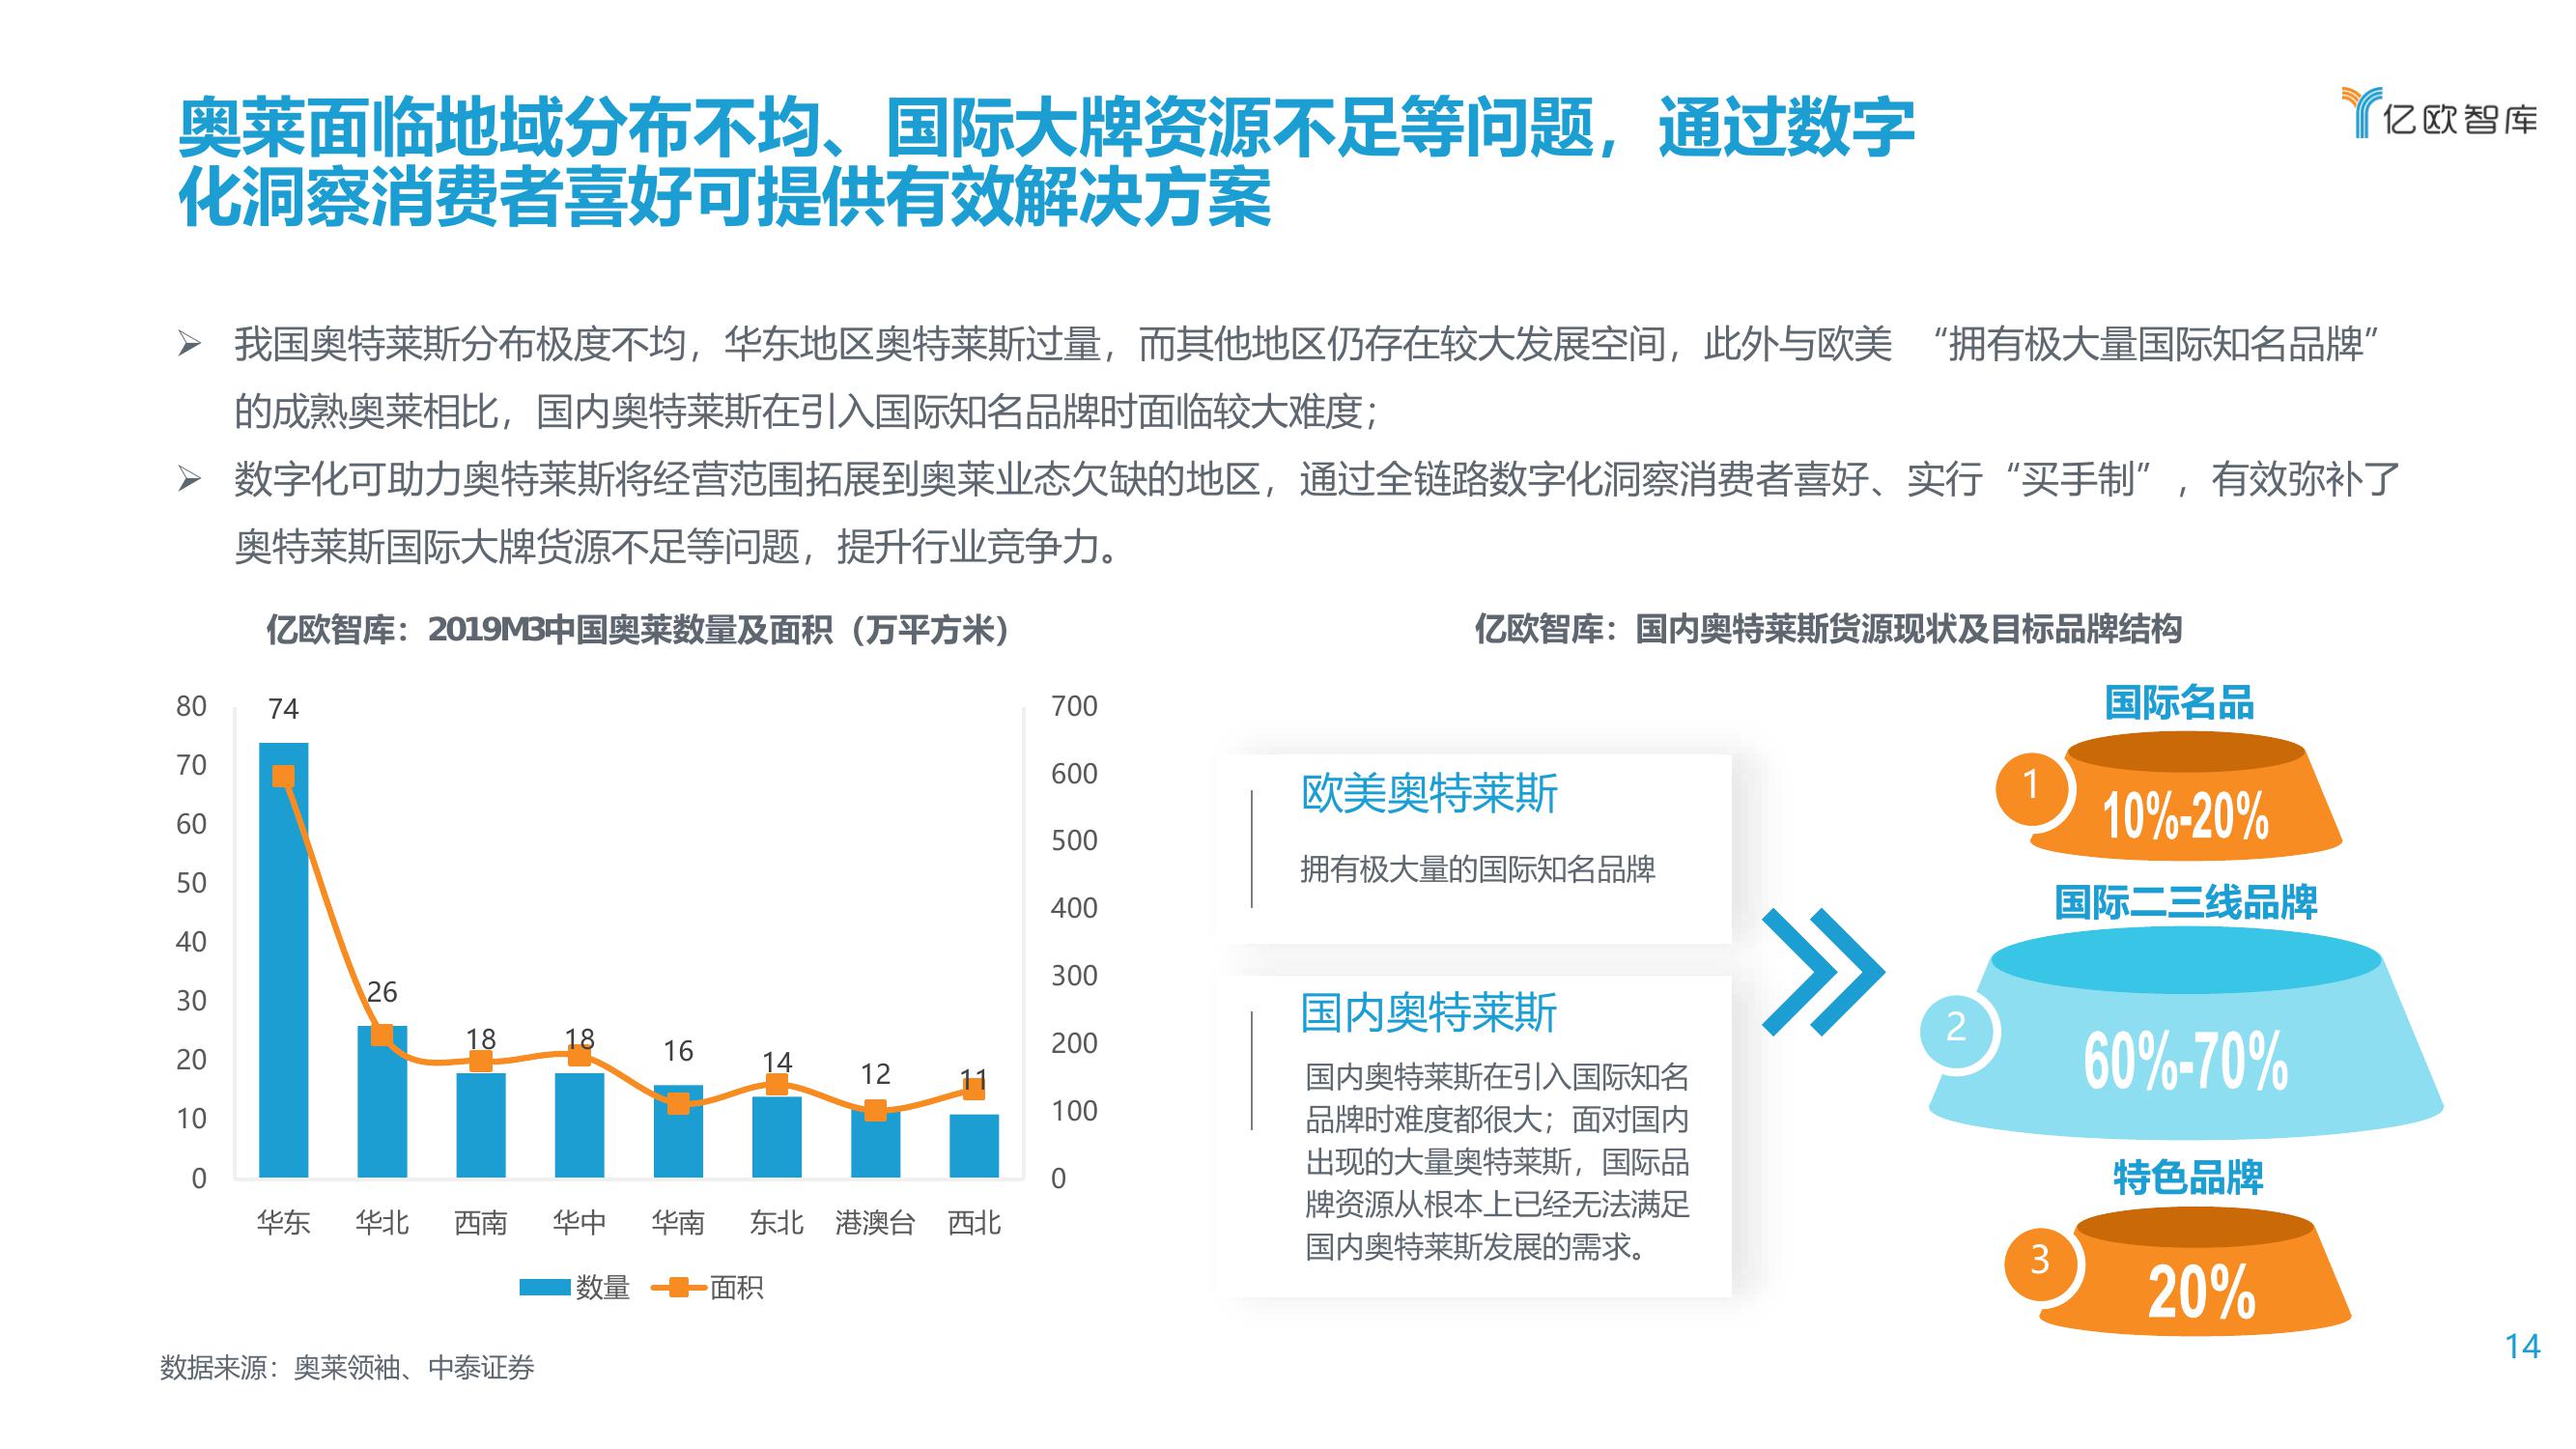 奥莱面临地域分布不均、国际大牌资源不足等问题，通过数字
化洞察消费者喜好可提供有效解决方案
亿欧智库
我国奥特莱斯分布极度不均，华东地区奥特莱斯过量，而其他地区仍存在较大发展空间，此外与欧美 “拥有极大量国际知名品牌”
的成熟奥莱相比，国内奥特莱斯在引入国际知名品牌时面临较大难度；
数字化可助力奥特莱斯将经营范围拓展到奥莱业态欠缺的地区，通过全链路数字化洞察消费者喜好、实行“买手制”，有效弥补了
奥特莱斯国际大牌货源不足等问题，提升行业竞争力。
亿欧智库：2019M3中国奥莱数量及面积（万平方米）
80
70
60
50
40
30
20
10
0
74
26
18
18
16
14
12
11
700
600
500
400
300
200
100
0
华东 华北 西南 华中 华南 东北 港澳台 西北
数量 面积
亿欧智库：国内奥特莱斯货源现状及目标品牌结构
欧美奥特莱斯
拥有极大量的国际知名品牌
国内奥特莱斯
国内奥特莱斯在引入国际知名
品牌时难度都很大；面对国内
出现的大量奥特莱斯，国际品
牌资源从根本上已经无法满足
国内奥特莱斯发展的需求。
国际名品
1
10%-20%
国际二三线品牌
2
60%-70%
特色品牌
3
20%
数据来源：奥莱领袖、中泰证券
14